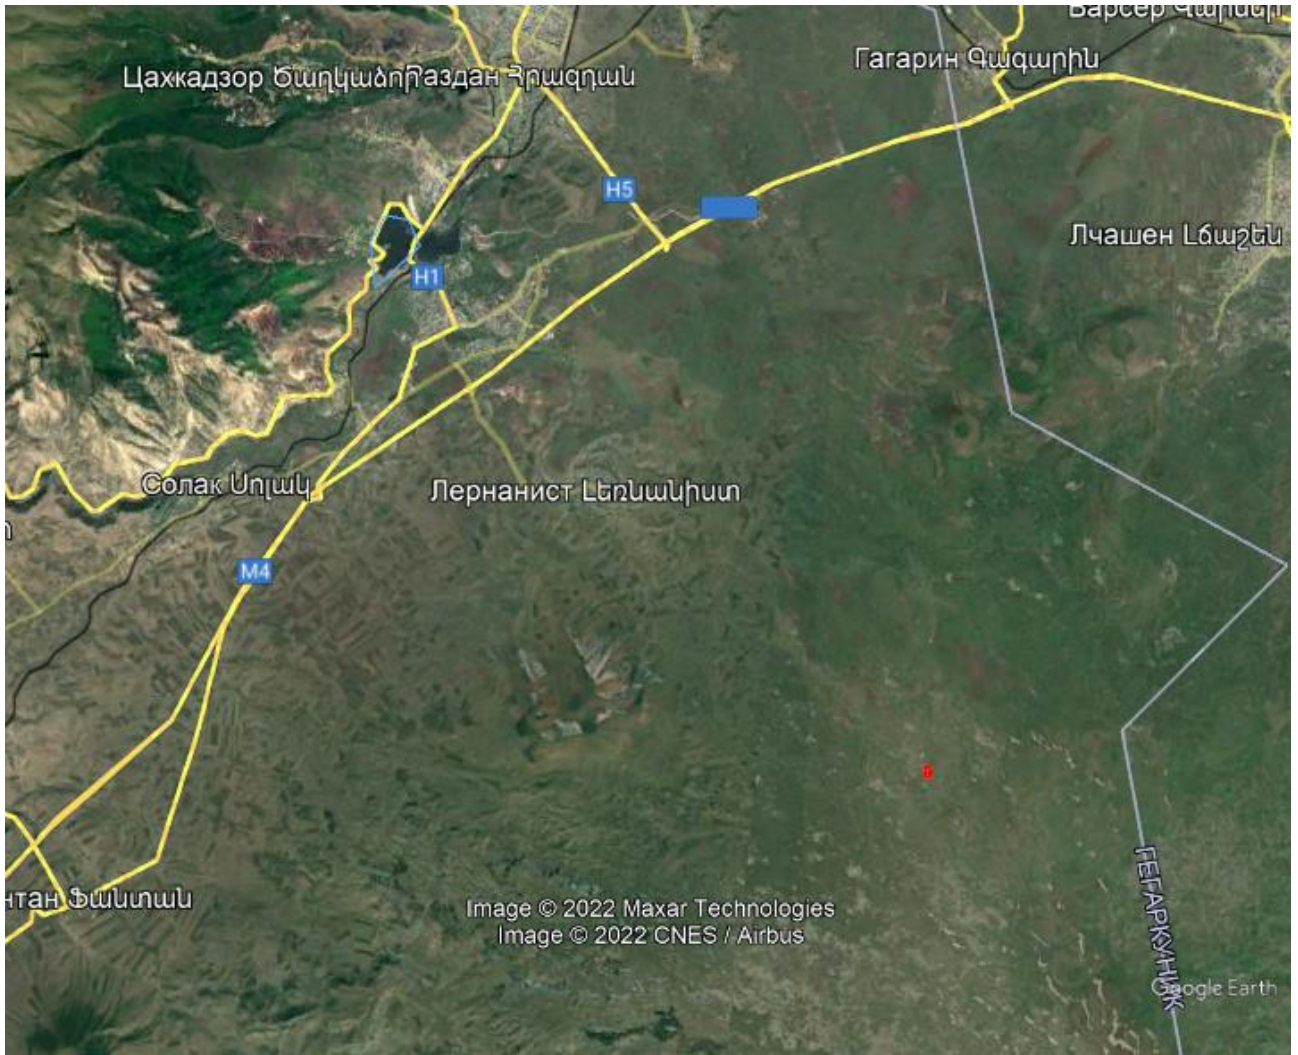 Варсер Վարսեր
Гагарин Գագարին
Цахкадзор Ծաղկաձոր
Раздан Հրազդան
H5
Лчашен Լճաշեն
H1
Солак Սոլակ
Лернанист Լեռնանիստ
M4
нтан Ֆանտան
ГЕГАРКУНИК
Image © 2022 Maxar Technologies
Image © 2022 CNES / Airbus
Google Earth